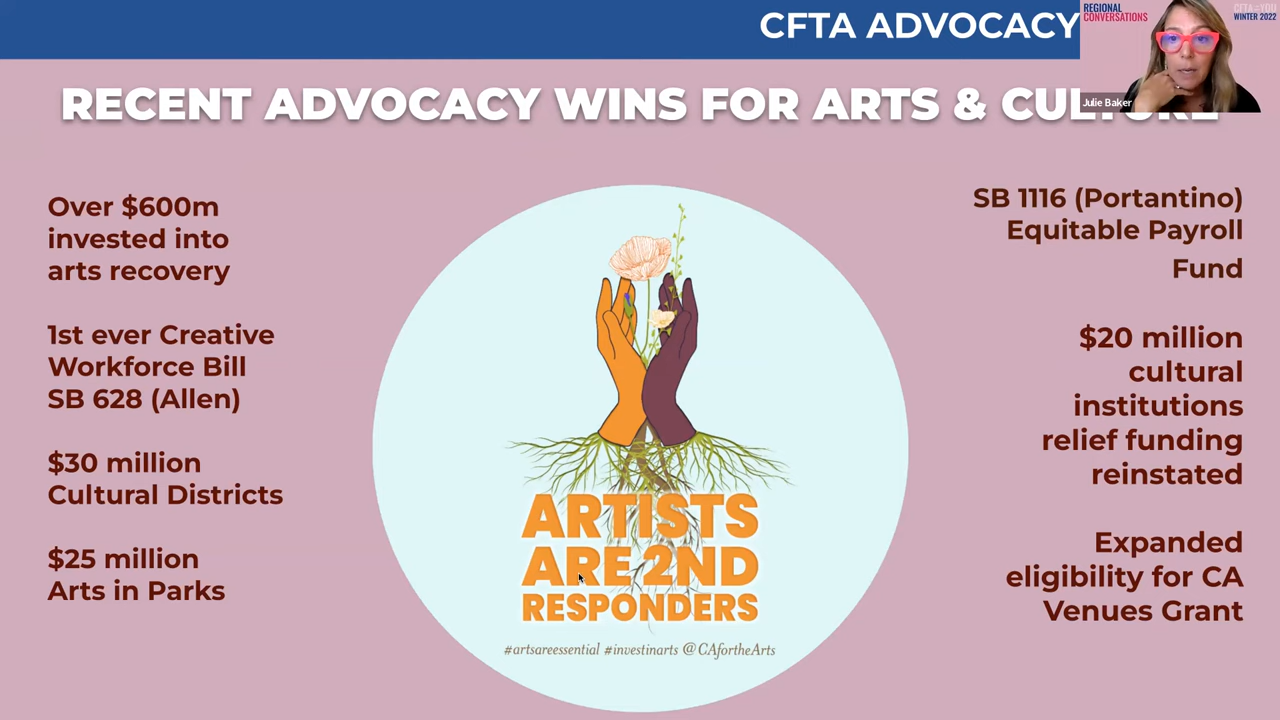 CFTA ADVOCACY
REGIONAL
CONVERSATIONS
CFTA = YOU
WINTER 2022
Julie Baker
RECENT ADVOCACY WINS FOR ARTS & CULTURE
Over $600m
invested into
arts recovery
1st ever Creative
Workforce Bill
SB 628 (Allen)
$30 million
Cultural Districts
$25 million
Arts in Parks
ARTISTS
ARE 2ND
RESPONDERS
#artsareessential #investinarts @CAfortheArts
SB 1116 (Portantino)
Equitable Payroll
Fund
$20 million
cultural
institutions
relief funding
reinstated
Expanded
eligibility for CA
Venues Grant